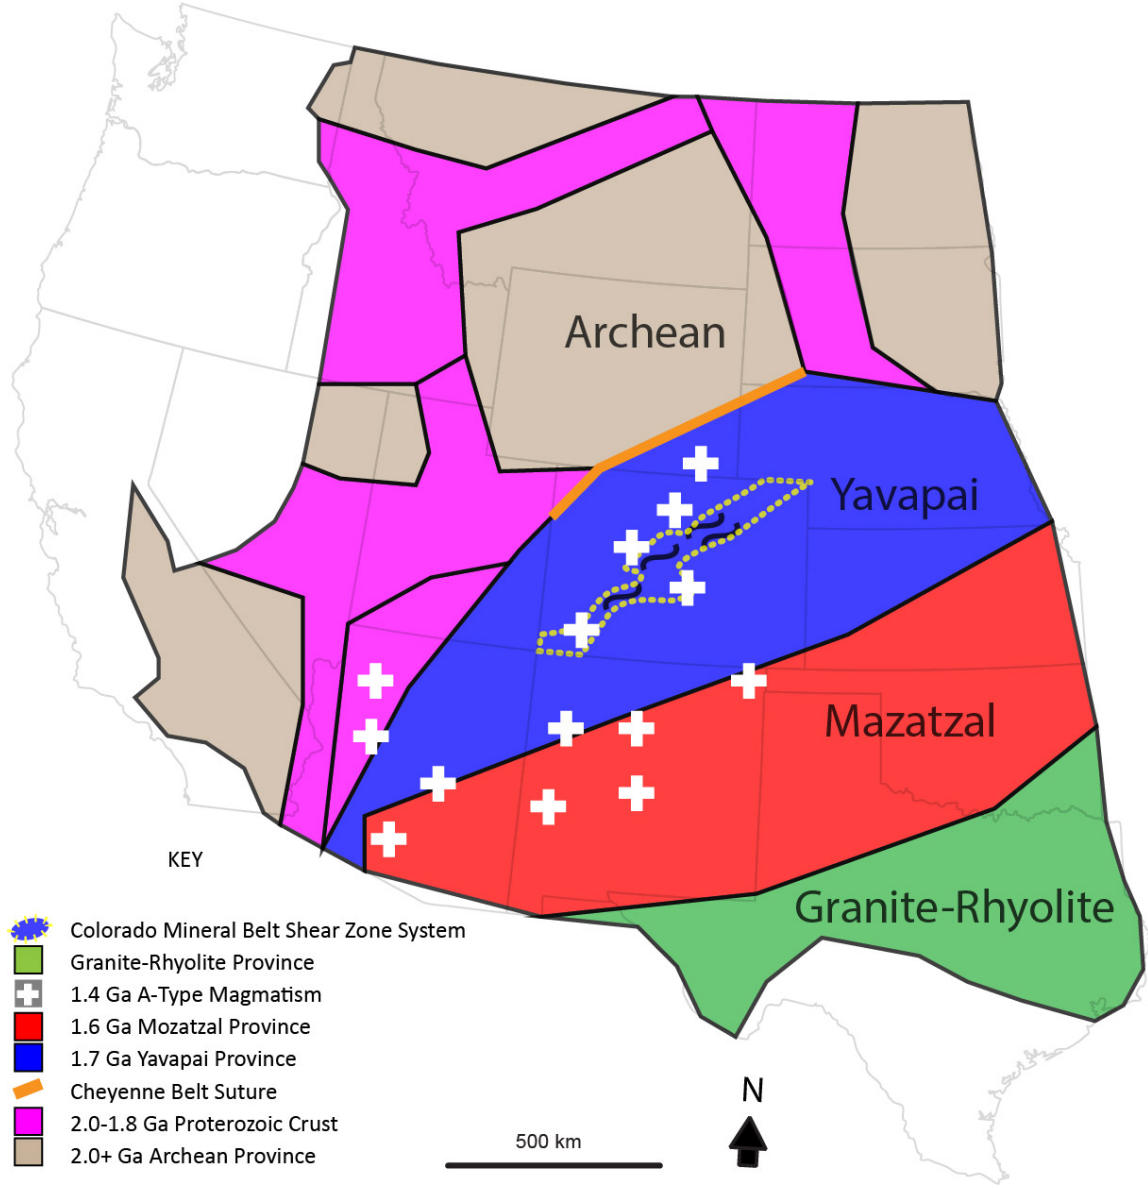 Archean
Yavapai
Mazatzal
Granite-Rhyolite
KEY
Colorado Mineral Belt Shear Zone System
Granite-Rhyolite Province
1.4 Ga A-Type Magmatism
1.6 Ga Mozatzal Province
1.7 Ga Yavapai Province
Cheyenne Belt Suture
2.0-1.8 Ga Proterozoic Crust
2.0+ Ga Archean Province
500 km
N